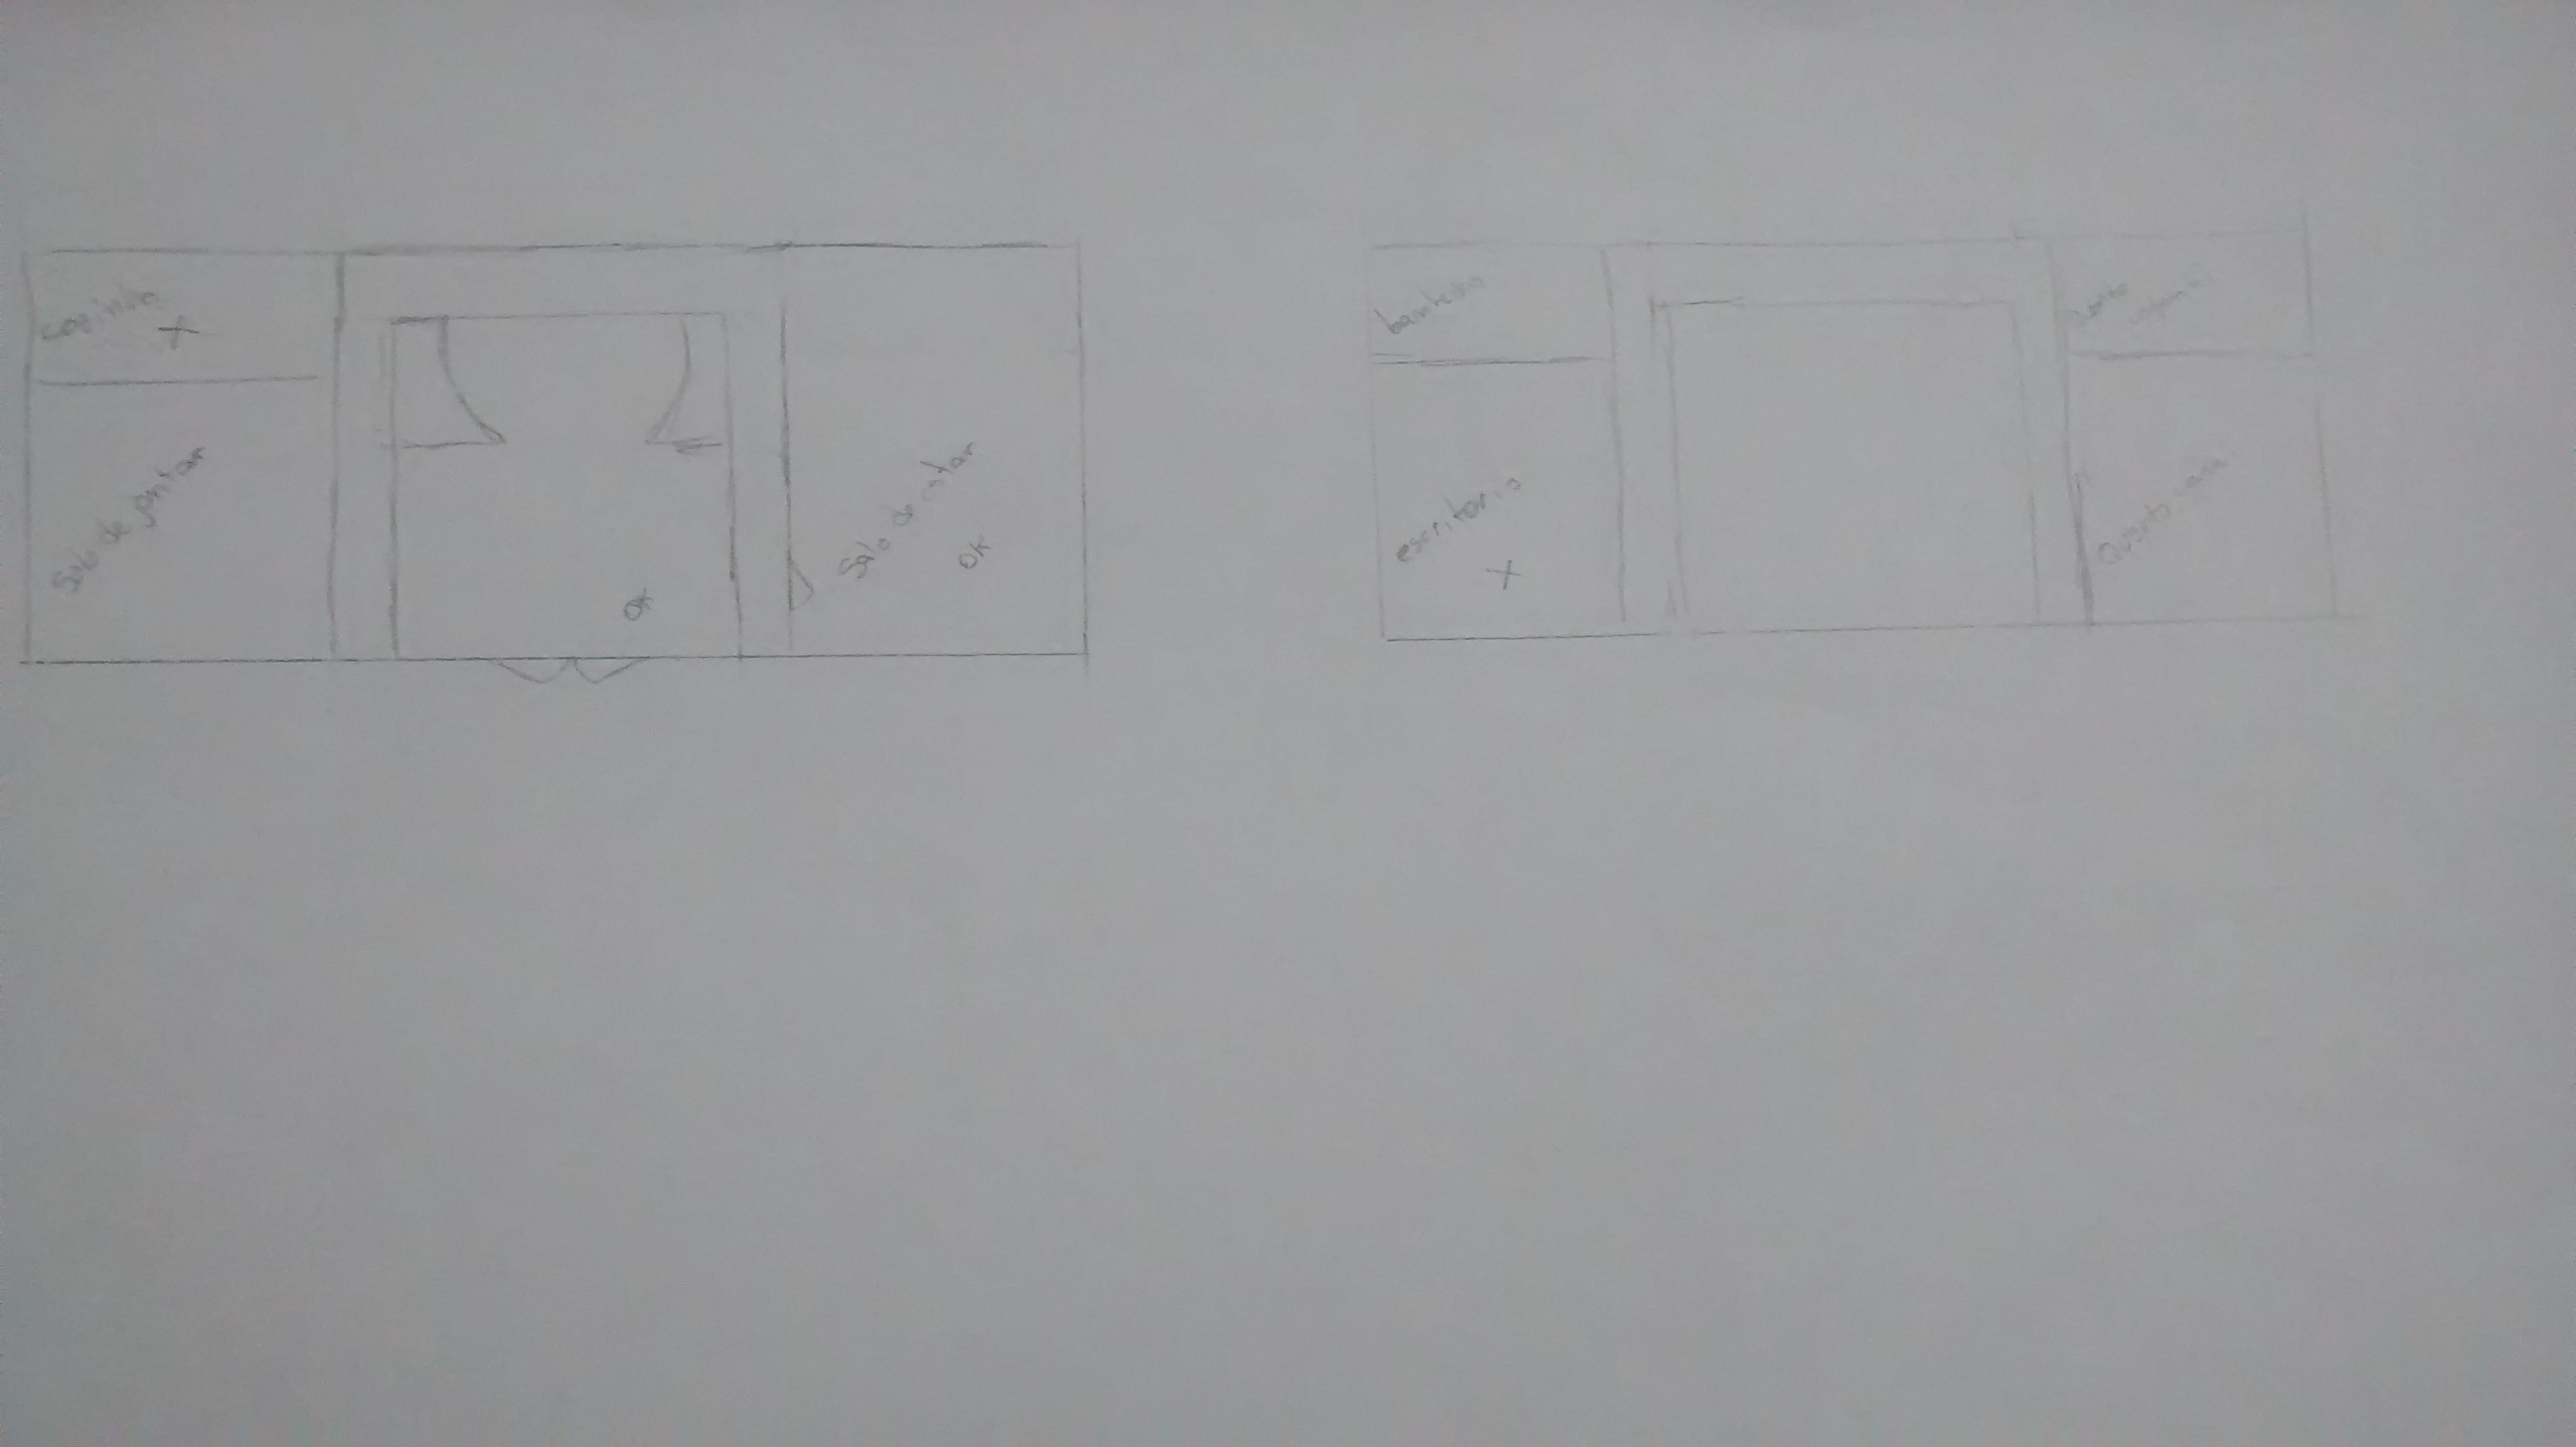 cozinha
X
Sala de jantar
OK
Sala de estar
OK
banheiro
escritorio
X
Quarto
infantil
Quarto casal